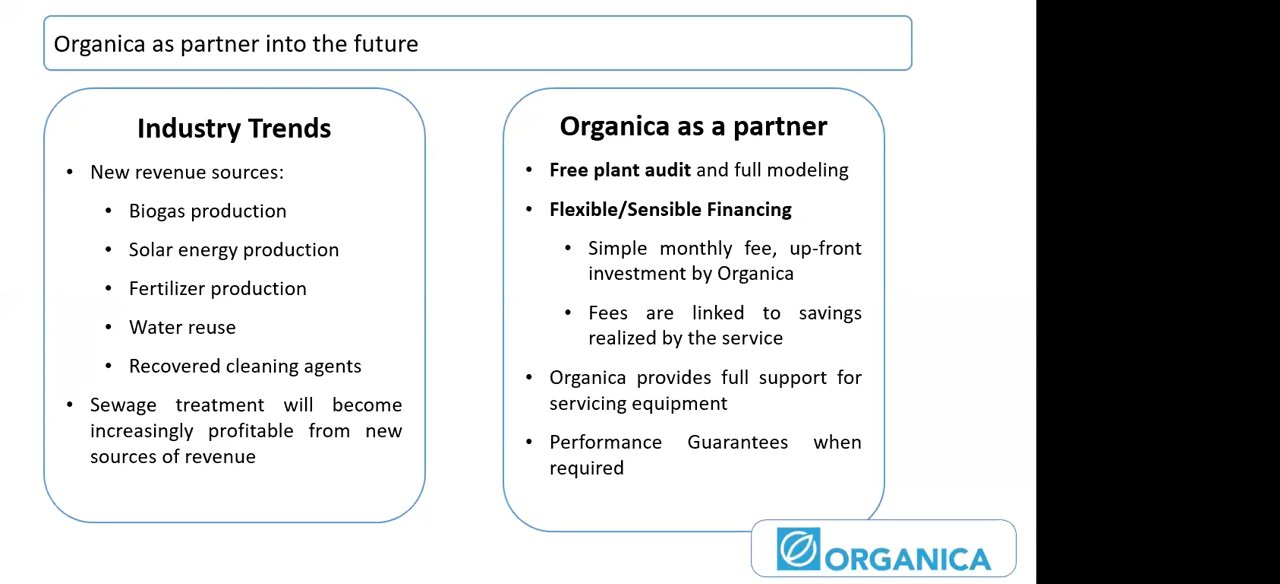 Organica as partner into the future
Industry Trends
• New revenue sources:
• Biogas production
• Solar energy production
• Fertilizer production
• Water reuse
• Recovered cleaning agents
• Sewage treatment will become
increasingly profitable from new
sources of revenue
Organica as a partner
• Free plant audit and full modeling
• Flexible/Sensible Financing
• Simple monthly fee, up-front
investment by Organica
• Fees are linked to savings
realized by the service
• Organica provides full support for
servicing equipment
• Performance Guarantees when
required
ORGANICA